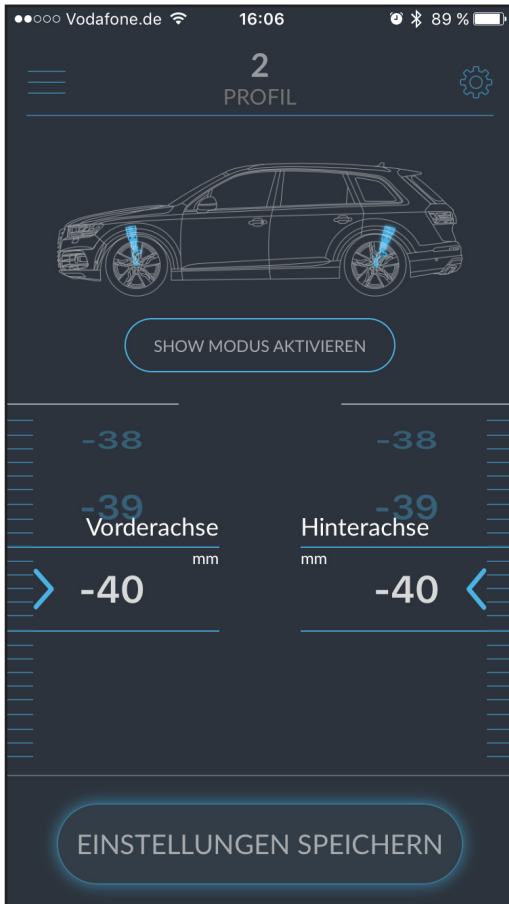 Vodafone.de 16:06 89 %
2
PROFIL
SHOW MODUS AKTIVIEREN
-38 -38
-39 -39
Vorderachse Hinterachse
mm mm
-40 -40
EINSTELLUNGEN SPEICHERN